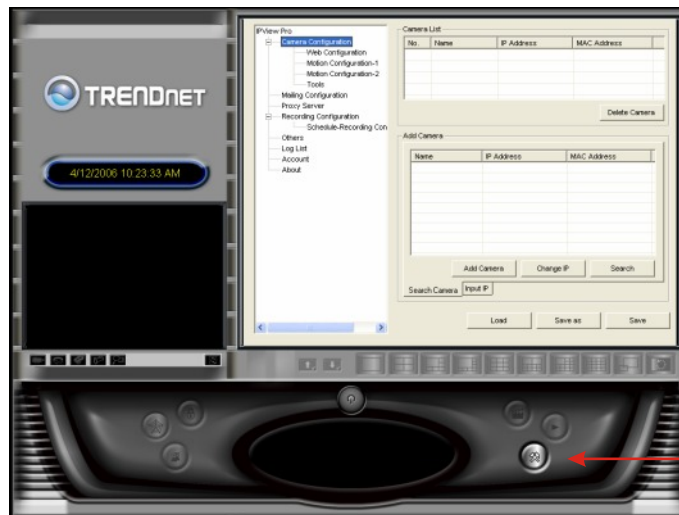 TRENDNET
4/12/2006 10:23:33 AM
IPView Pro
Camera Configuration
Web Configuration
Motion Configuration-1
Motion Configuration-2
Tools
Mailing Configuration
Proxy Server
Recording Configuration
Schedule-Recording Con
Others
Log List
Account
About
Camera List
No. Name IP Address MAC Address
Delete Camera
Add Camera
Name IP Address MAC Address
Add Camera Change IP Search
Search Camera Input IP
Load Save as Save